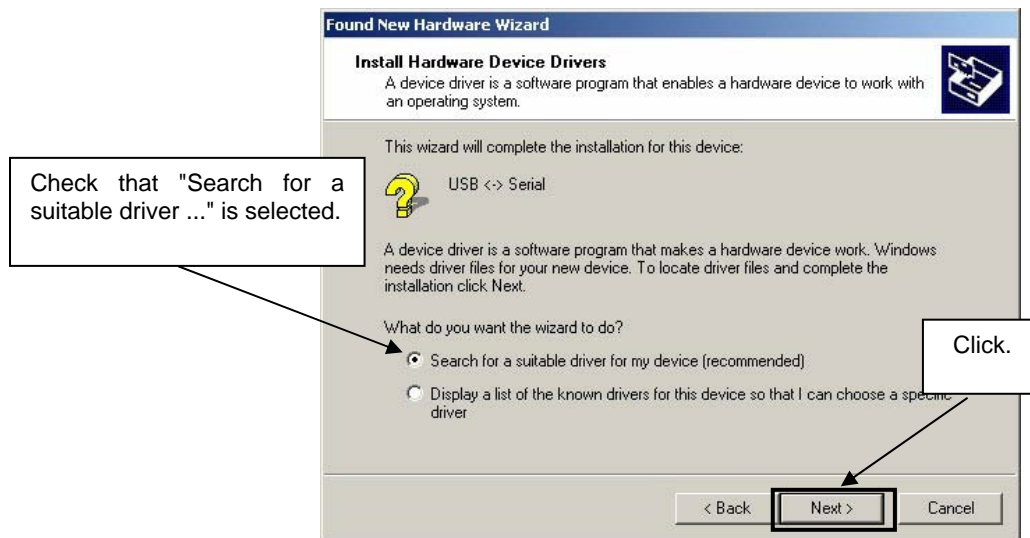 Found New Hardware Wizard
Install Hardware Device Drivers
A device driver is a software program that enables a hardware device to work with
an operating system.
This wizard will complete the installation for this device:
USB <-> Serial
Check that "Search for a
suitable driver ..." is selected.
A device driver is a software program that makes a hardware device work. Windows
needs driver files for your new device. To locate driver files and complete the
installation click Next.
What do you want the wizard to do?
Click.
Search for a suitable driver for my device (recommended)
Display a list of the known drivers for this device so that I can choose a specific
driver
< Back
Next >
Cancel